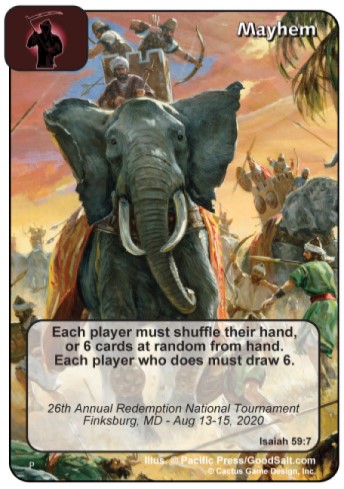 Mayhem
Each player must shuffle their hand,
or 6 cards at random from hand.
Each player who does must draw 6.
26th Annual Redemption National Tournament
Finksburg, MD - Aug 13-15, 2020
Isaiah 59:7
P
Illus. © Pacific Press/GoodSalt.com
© Cactus Game Design, Inc.